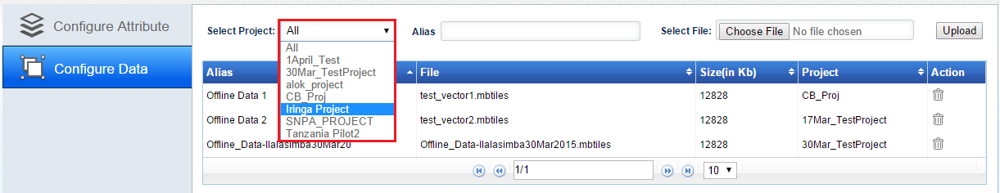 Configure Attribute
Configure Data
Select Project: All Alias Select File: Choose File No file chosen Upload
All
1April_Test
30Mar_TestProject
alok_project
CB_Proj
Iringa Project
SNPA_PROJECT
Tanzania Pilot2
Alias File Size(in Kb) Project Action
Offline Data 1 test_vector1.mbtiles 12828 CB_Proj
Offline Data 2 test_vector2.mbtiles 12828 17Mar_TestProject
Offline_Data-Ilalasimba30Mar20 Offline_Data-Ilalasimba30Mar2015.mbtiles 12828 30Mar_TestProject
1/1 10